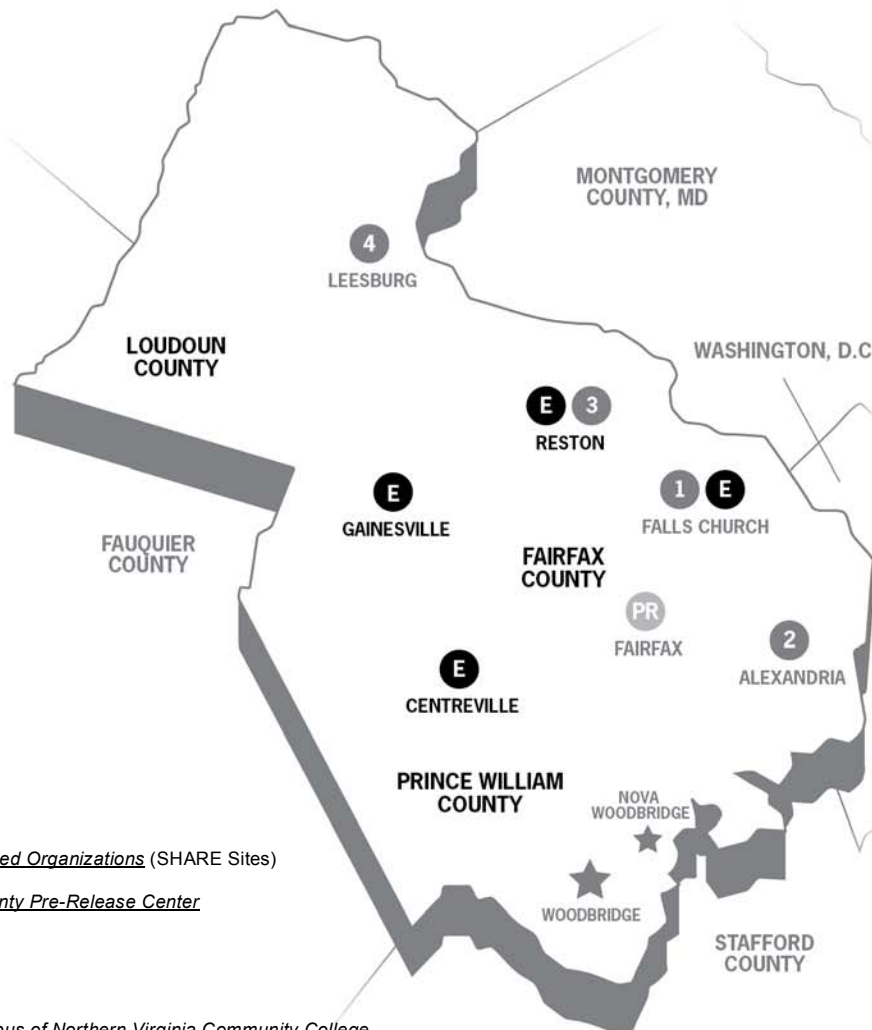 MONTGOMERY
COUNTY, MD
4
LEESBURG
LOUDOUN
COUNTY
WASHINGTON, D.C
E 3
RESTON
E
GAINESVILLE
1 E
FALLS CHURCH
FAUQUIER
COUNTY
FAIRFAX
COUNTY
PR
FAIRFAX
2
ALEXANDRIA
E
CENTREVILLE
PRINCE WILLIAM
COUNTY
NOVA
WOODBRIDGE
ed Organizations (SHARE Sites)
nty Pre-Release Center
WOODBRIDGE
STAFFORD
COUNTY
pus of Northern Virginia Community College